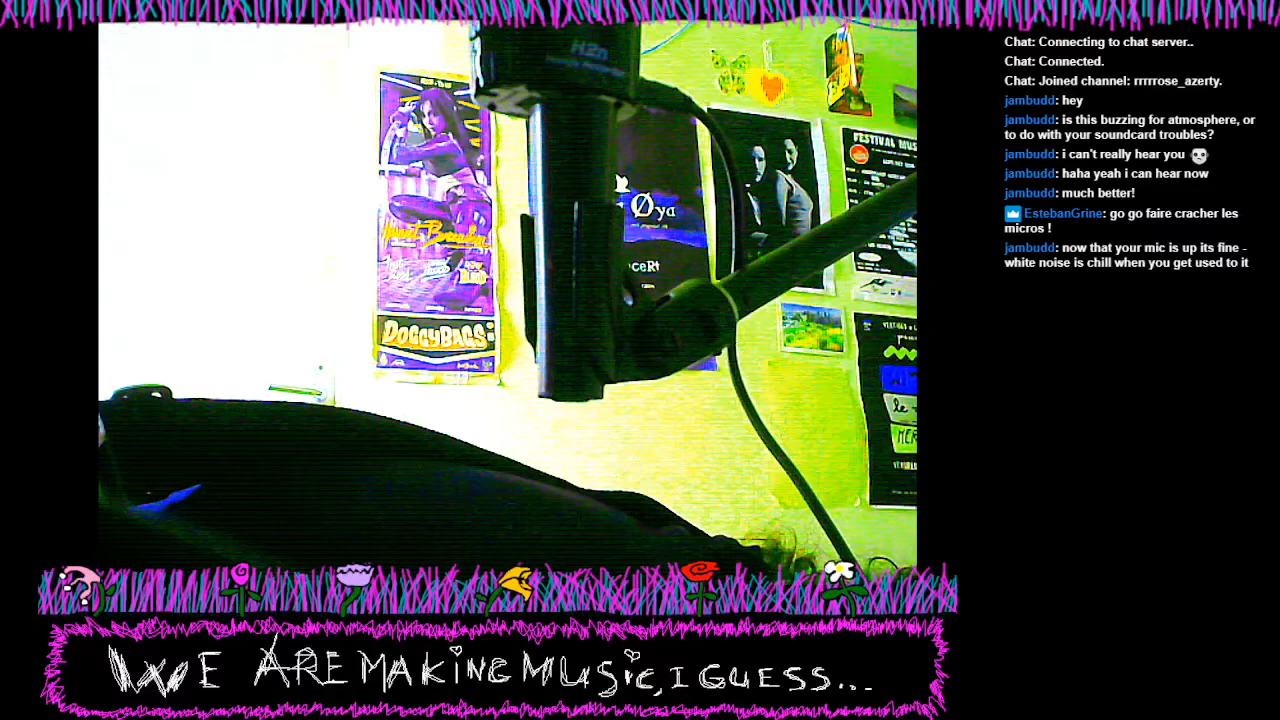 Chat: Connecting to chat server..
Chat: Connected.
Chat: Joined channel: rrrrrose_azerty.
jambudd: hey
jambudd: is this buzzing for atmosphere, or
to do with your soundcard troubles?
jambudd: i can't really hear you
jambudd: haha yeah i can hear now
jambudd: much better!
EstebanGrine: go go faire cracher les
micros !
jambudd: now that your mic is up its fine -
white noise is chill when you get used to it
H2n
DOGGYBAGS
Øya
FESTIVAL MUS
WE ARE MAKING MUSIC, I GUESS...